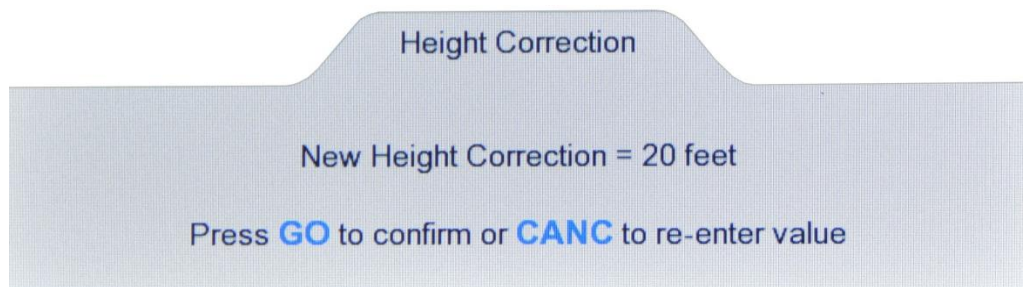 Height Correction
New Height Correction = 20 feet
Press GO to confirm or CANC to re-enter value